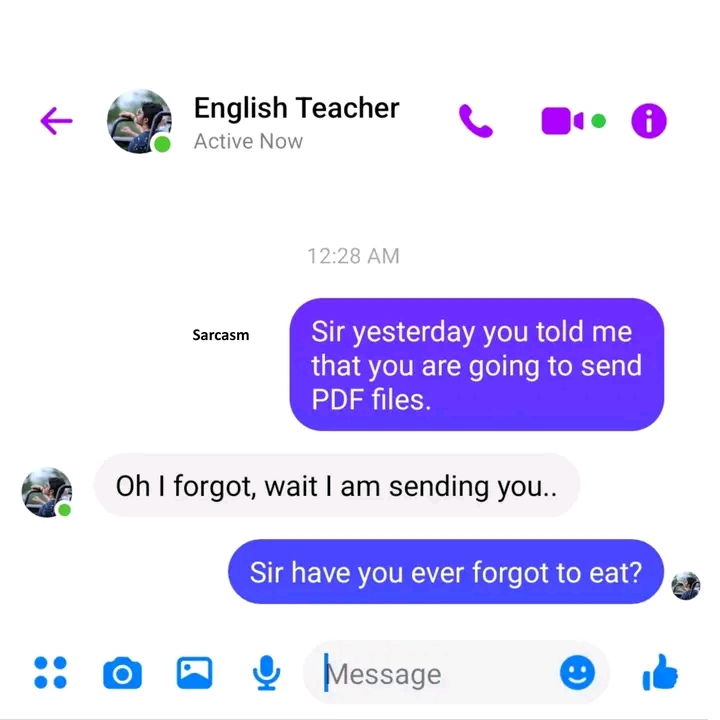 English Teacher
Active Now
12:28 AM
Sarcasm
Sir yesterday you told me
that you are going to send
PDF files.
Oh I forgot, wait I am sending you..
Sir have you ever forgot to eat?
Message